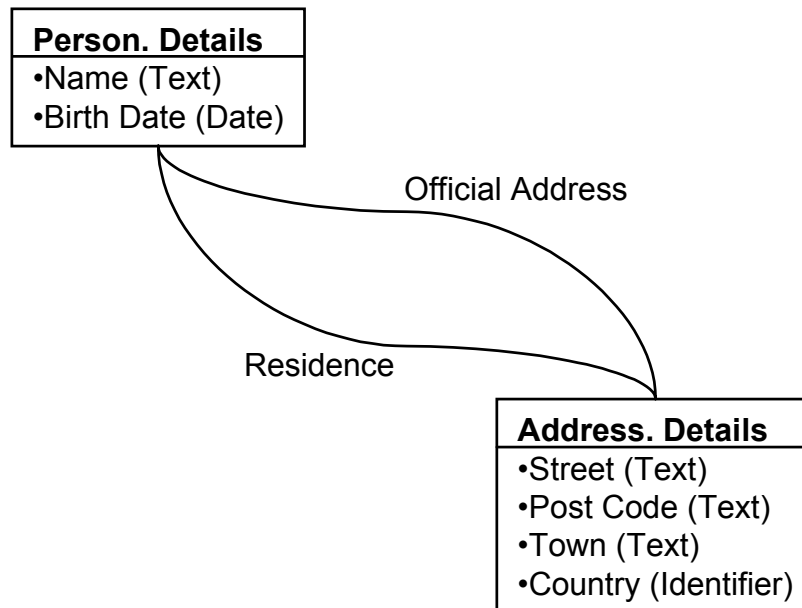 Person. Details
•Name (Text)
•Birth Date (Date)
Official Address
Residence
Address. Details
•Street (Text)
•Post Code (Text)
•Town (Text)
•Country (Identifier)